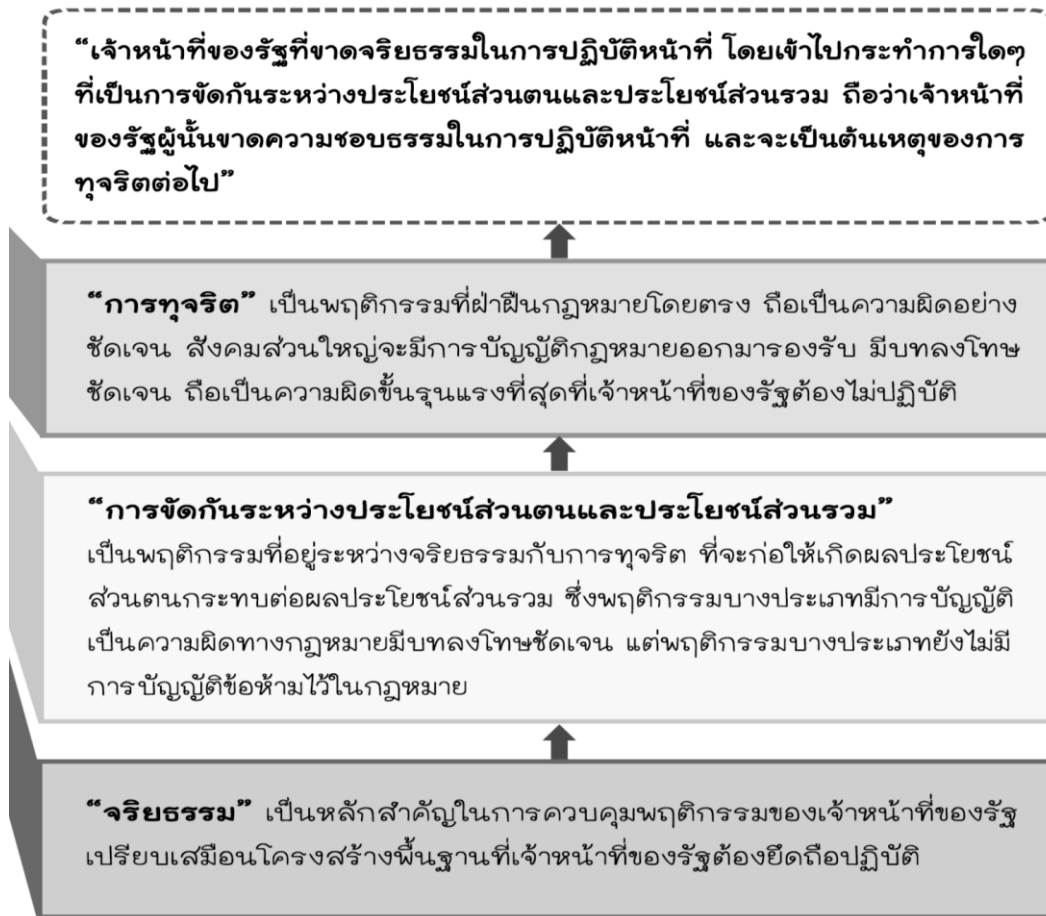 “เจ้าหน้าที่ของรัฐที่ขาดจริยธรรมในการปฏิบัติหน้าที่ โดยเข้าไปกระทำการใดๆ
ที่เป็นการขัดกันระหว่างประโยชน์ส่วนตนและประโยชน์ส่วนรวม ถือว่าเจ้าหน้าที่
ของรัฐผู้นั้นขาดความชอบธรรมในการปฏิบัติหน้าที่ และจะเป็นต้นเหตุของการ
ทุจริตต่อไป”
“การทุจริต” เป็นพฤติกรรมที่ฝ่าฝืนกฎหมายโดยตรง ถือเป็นความผิดอย่าง
ชัดเจน สังคมส่วนใหญ่จะมีการบัญญัติกฎหมายออกมารองรับ มีบทลงโทษ
ชัดเจน ถือเป็นความผิดขั้นรุนแรงที่สุดที่เจ้าหน้าที่ของรัฐต้องไม่ปฏิบัติ
“การขัดกันระหว่างประโยชน์ส่วนตนและประโยชน์ส่วนรวม”
เป็นพฤติกรรมที่อยู่ระหว่างจริยธรรมกับการทุจริต ที่จะก่อให้เกิดผลประโยชน์
ส่วนตนกระทบต่อผลประโยชน์ส่วนรวม ซึ่งพฤติกรรมบางประเภทมีการบัญญัติ
เป็นความผิดทางกฎหมายมีบทลงโทษชัดเจน แต่พฤติกรรมบางประเภทยังไม่มี
การบัญญัติข้อห้ามไว้ในกฎหมาย
“จริยธรรม” เป็นหลักสำคัญในการควบคุมพฤติกรรมของเจ้าหน้าที่ของรัฐ
เปรียบเสมือนโครงสร้างพื้นฐานที่เจ้าหน้าที่ของรัฐต้องยึดถือปฏิบัติ